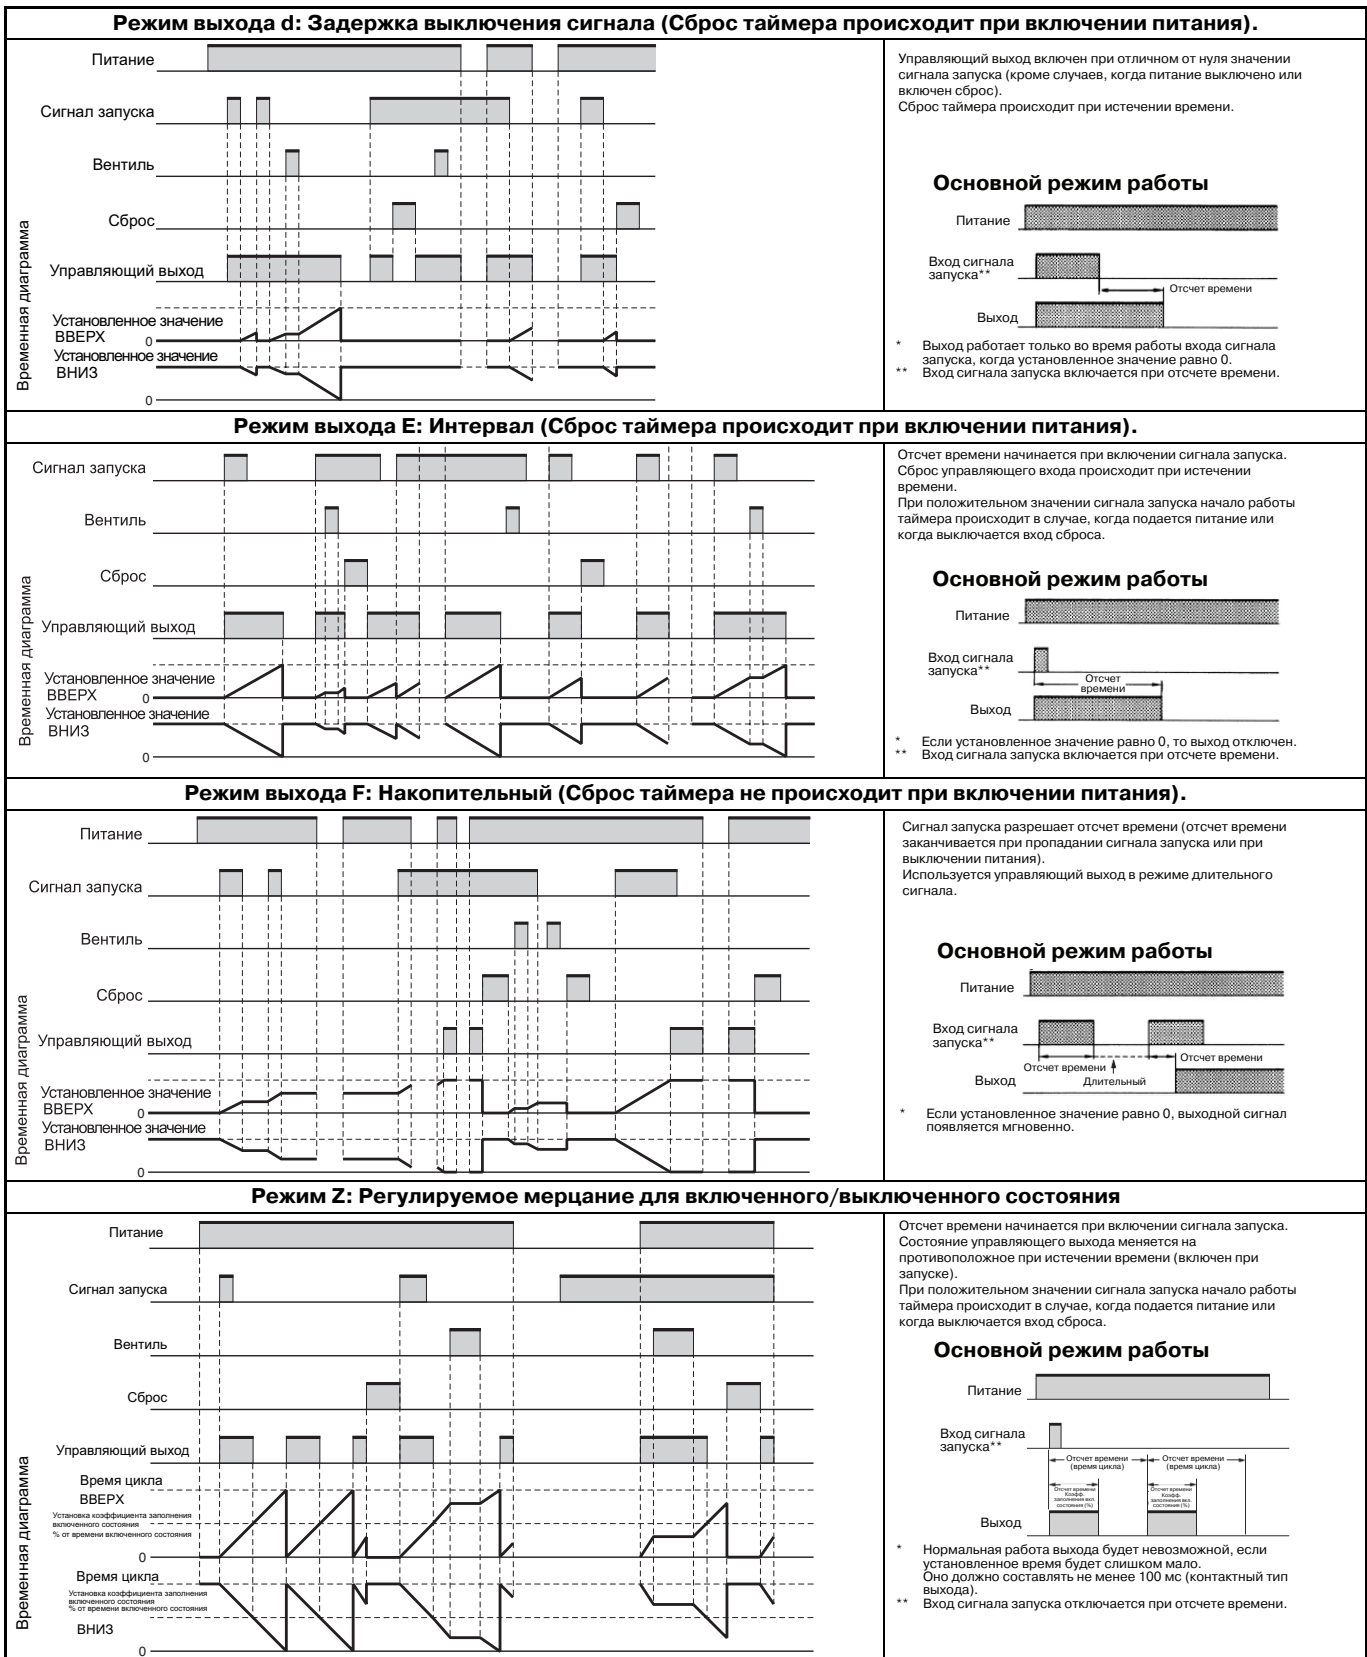 Режим выхода d: Задержка выключения сигнала (Сброс таймера происходит при включении питания).
Временная диаграмма
Питание
Сигнал запуска
Вентиль
Сброс
Управляющий выход
Установленное значение
ВВЕРХ
0
Установленное значение
ВНИЗ
0
Управляющий выход включен при отличном от нуля значении
сигнала запуска (кроме случаев, когда питание выключено или
включен сброс).
Сброс таймера происходит при истечении времени.
Основной режим работы
Питание
Вход сигнала
запуска**
Отсчет времени
Выход
* Выход работает только во время работы входа сигнала
запуска, когда установленное значение равно 0.
** Вход сигнала запуска включается при отсчете времени.
Режим выхода E: Интервал (Сброс таймера происходит при включении питания).
Временная диаграмма
Сигнал запуска
Вентиль
Сброс
Управляющий выход
Установленное значение
ВВЕРХ
0
Установленное значение
ВНИЗ
0
Отсчет времени начинается при включении сигнала запуска.
Сброс управляющего входа происходит при истечении
времени.
При положительном значении сигнала запуска начало работы
таймера происходит в случае, когда подается питание или
когда выключается вход сброса.
Основной режим работы
Питание
Вход сигнала
запуска**
Отсчет
времени
Выход
* Если установленное значение равно 0, то выход отключен.
** Вход сигнала запуска включается при отсчете времени.
Режим выхода F: Накопительный (Сброс таймера не происходит при включении питания).
Временная диаграмма
Питание
Сигнал запуска
Вентиль
Сброс
Управляющий выход
Установленное значение
ВВЕРХ
0
Установленное значение
ВНИЗ
0
Сигнал запуска разрешает отсчет времени (отсчет времени
заканчивается при пропадании сигнала запуска или при
выключении питания).
Используется управляющий выход в режиме длительного
сигнала.
Основной режим работы
Питание
Вход сигнала
запуска**
Отсчет времени
Отсчет времени
Длительный
Выход
* Если установленное значение равно 0, выходной сигнал
появляется мгновенно.
Режим Z: Регулируемое мерцание для включенного/выключенного состояния
Временная диаграмма
Питание
Сигнал запуска
Вентиль
Сброс
Управляющий выход
Время цикла
ВВЕРХ
Установка коэффициента заполнения
включенного состояния
% от времени включенного состояния
0
Время цикла
Установка коэффициента заполнения
включенного состояния
% от времени включенного состояния
ВНИЗ
0
Отсчет времени начинается при включении сигнала запуска.
Состояние управляющего выхода меняется на
противоположное при истечении времени (включен при
запуске).
При положительном значении сигнала запуска начало работы
таймера происходит в случае, когда подается питание или
когда выключается вход сброса.
Основной режим работы
Питание
Вход сигнала
запуска**
Отсчет времени
(время цикла)
Отсчет времени
(время цикла)
Отсчет времени
Коэфф.
заполнения вкл.
состояния (%)
Отсчет времени
Коэфф.
заполнения вкл.
состояния (%)
Выход
* Нормальная работа выхода будет невозможной, если
установленное время будет слишком мало.
Оно должно составлять не менее 100 мс (контактный тип
выхода).
** Вход сигнала запуска отключается при отсчете времени.